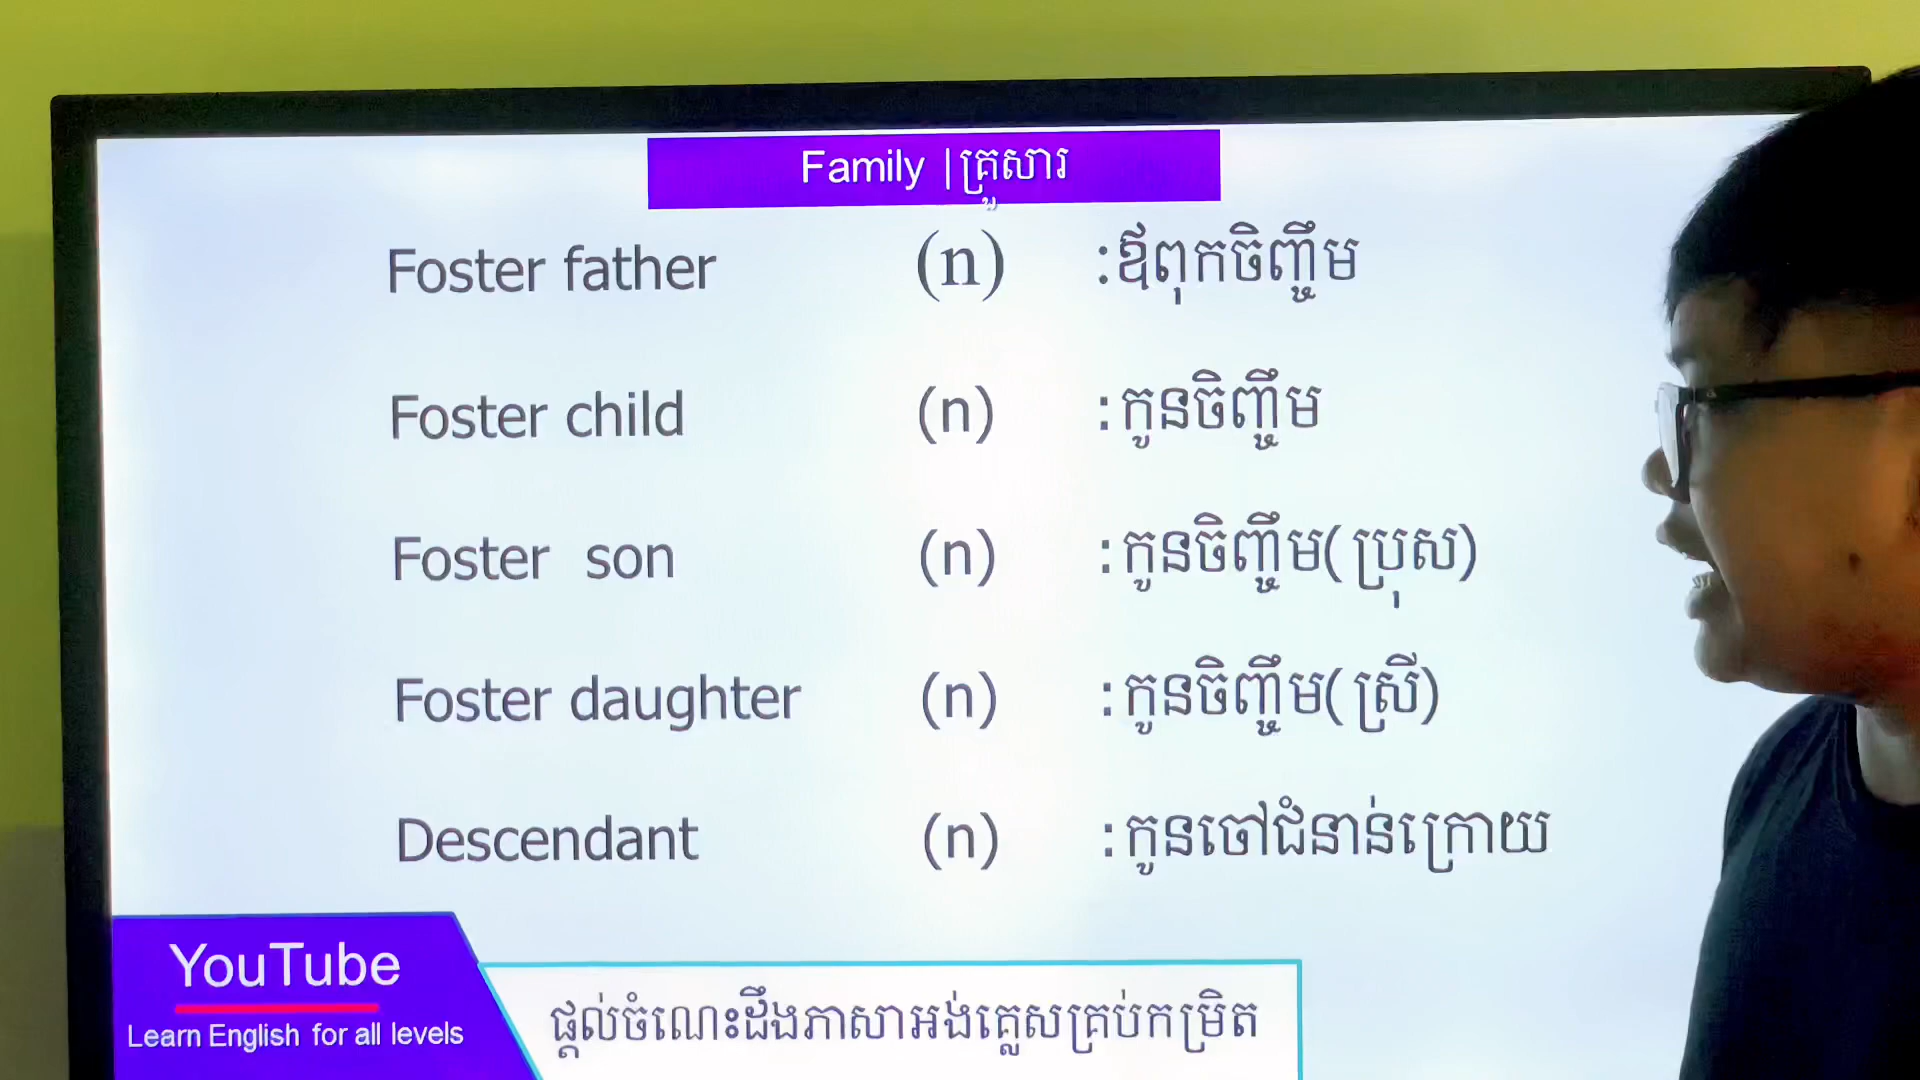 Family | គ្រួសារ
Foster father (n) : ឪពុកចិញ្ចឹម
Foster child (n) : កូនចិញ្ចឹម
Foster son (n) : កូនចិញ្ចឹម( ប្រុស)
Foster daughter (n) : កូនចិញ្ចឹម( ស្រី)
Descendant (n) : កូនចៅជំនាន់ក្រោយ
YouTube
Learn English for all levels
ផ្ដល់ចំណេះដឹងភាសាអង់គ្លេសគ្រប់កម្រិត